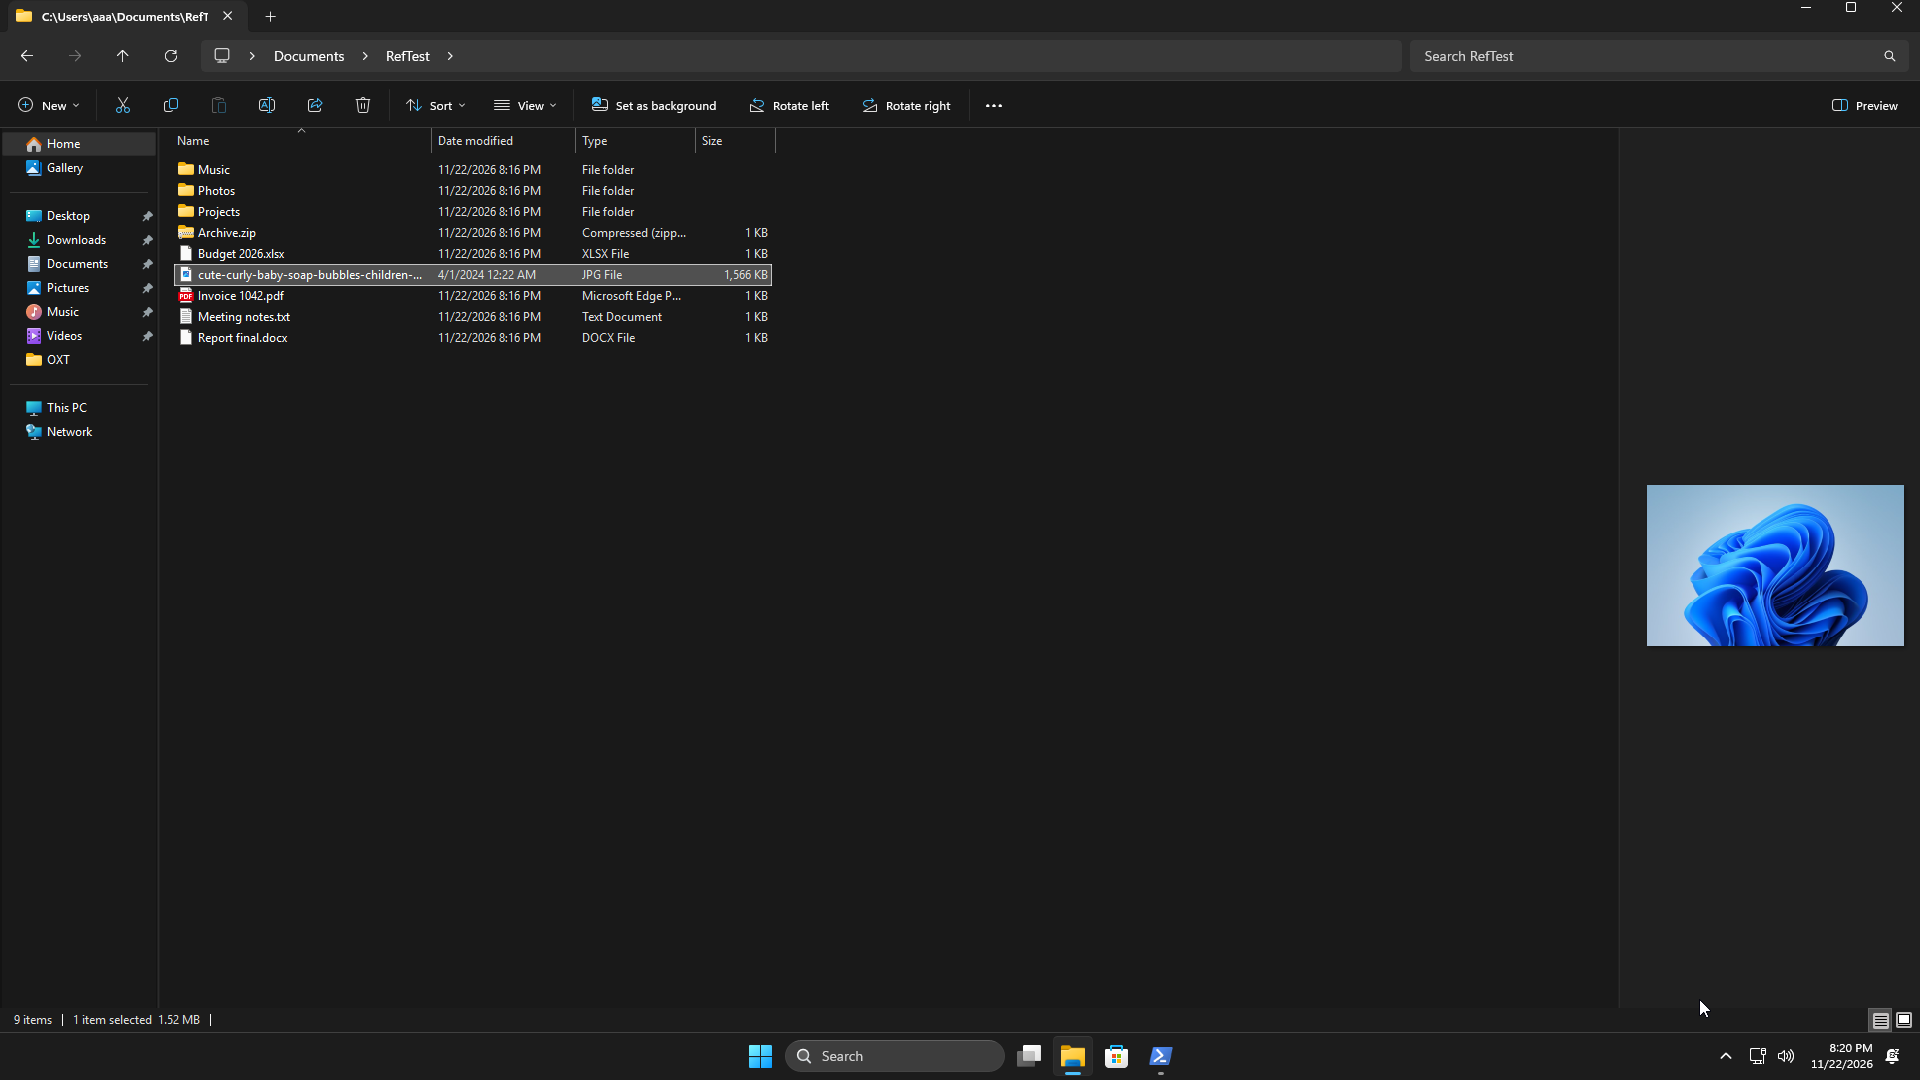 C:\Users\aaa\Documents\RefT
Documents
RefTest
Search RefTest
New
Sort
View
Set as background
Rotate left
Rotate right
Preview
Home
Gallery
Desktop
Downloads
Documents
Pictures
Music
Videos
OXT
This PC
Network
Name Date modified Type Size
Music 11/22/2026 8:16 PM File folder
Photos 11/22/2026 8:16 PM File folder
Projects 11/22/2026 8:16 PM File folder
Archive.zip 11/22/2026 8:16 PM Compressed (zipp... 1 KB
Budget 2026.xlsx 11/22/2026 8:16 PM XLSX File 1 KB
cute-curly-baby-soap-bubbles-children-... 4/1/2024 12:22 AM JPG File 1,566 KB
PDF Invoice 1042.pdf 11/22/2026 8:16 PM Microsoft Edge P... 1 KB
Meeting notes.txt 11/22/2026 8:16 PM Text Document 1 KB
Report final.docx 11/22/2026 8:16 PM DOCX File 1 KB
9 items 1 item selected 1.52 MB
Search
8:20 PM
11/22/2026